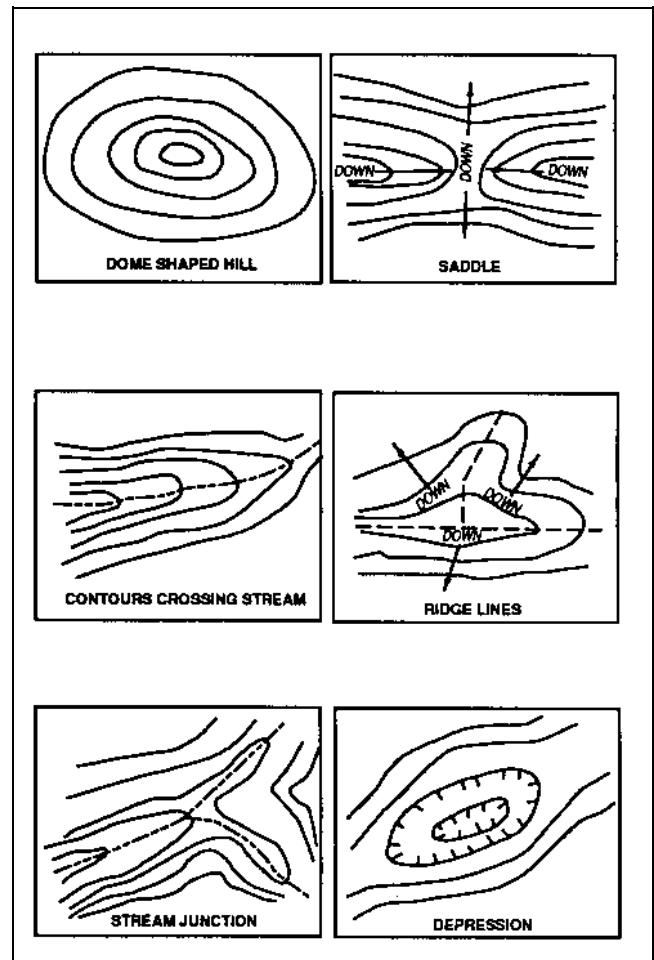 DOME SHAPED HILL
DOWN
DOWN
DOWN
SADDLE
CONTOURS CROSSING STREAM
DOWN
DOWN
DOWN
RIDGE LINES
STREAM JUNCTION
DEPRESSION